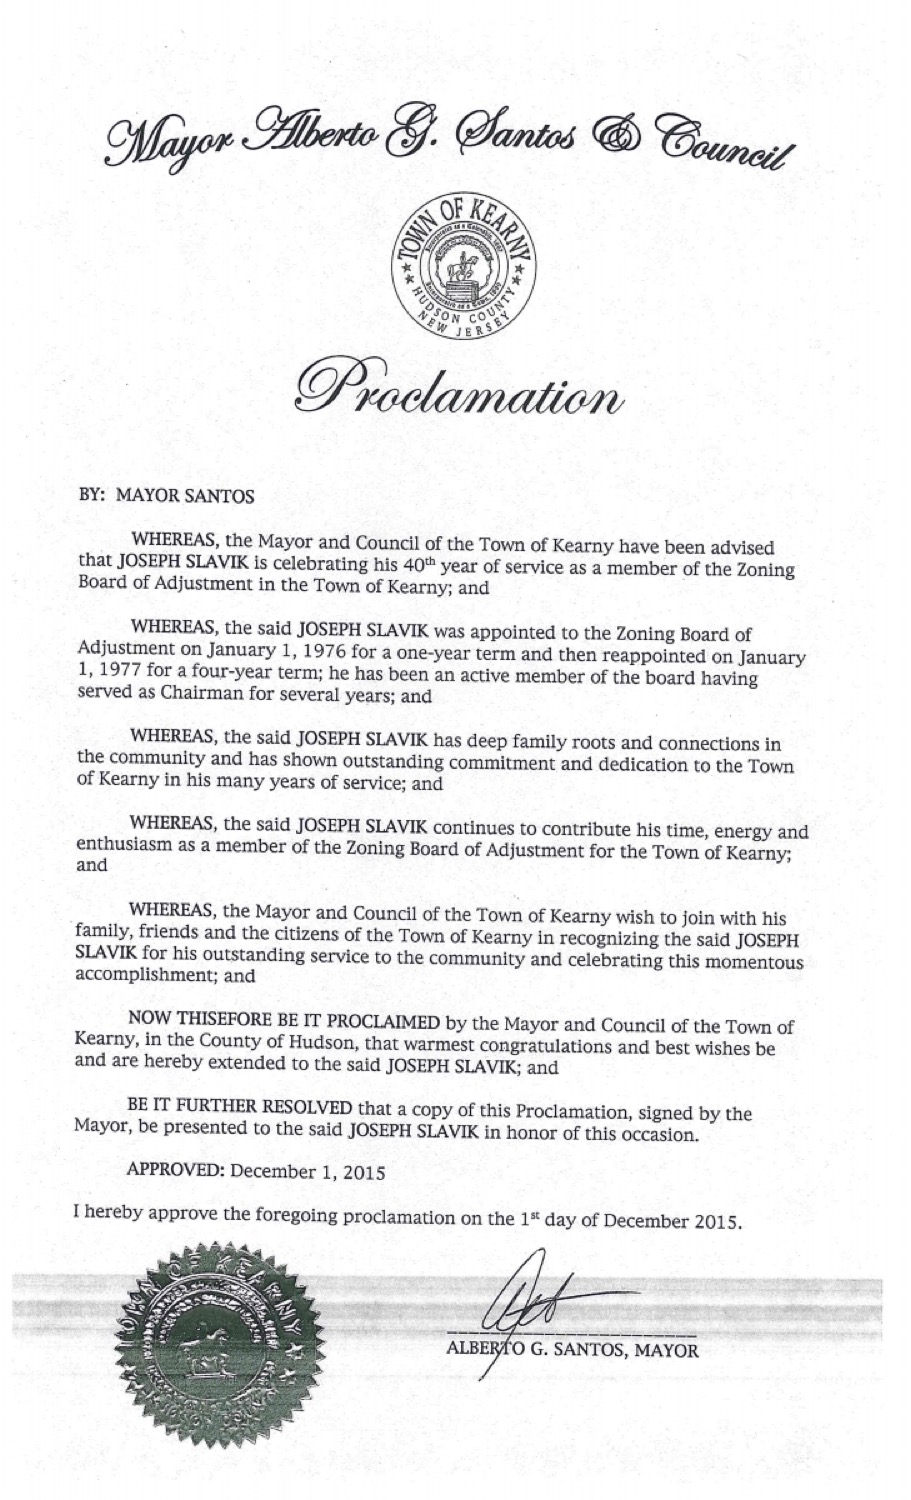 Mayor Alberto G. Santos & Council
TOWN OF KEARNY
HUDSON COUNTY
NEW JERSEY
Proclamation
BY: MAYOR SANTOS
WHEREAS, the Mayor and Council of the Town of Kearny have been advised
that JOSEPH SLAVIK is celebrating his 40th year of service as a member of the Zoning
Board of Adjustment in the Town of Kearny; and
WHEREAS, the said JOSEPH SLAVIK was appointed to the Zoning Board of
Adjustment on January 1, 1976 for a one-year term and then reappointed on January
1, 1977 for a four-year term; he has been an active member of the board having
served as Chairman for several years; and
WHEREAS, the said JOSEPH SLAVIK has deep family roots and connections in
the community and has shown outstanding commitment and dedication to the Town
of Kearny in his many years of service; and
WHEREAS, the said JOSEPH SLAVIK continues to contribute his time, energy and
enthusiasm as a member of the Zoning Board of Adjustment for the Town of Kearny;
and
WHEREAS, the Mayor and Council of the Town of Kearny wish to join with his
family, friends and the citizens of the Town of Kearny in recognizing the said JOSEPH
SLAVIK for his outstanding service to the community and celebrating this momentous
accomplishment; and
NOW THISEFORE BE IT PROCLAIMED by the Mayor and Council of the Town of
Kearny, in the County of Hudson, that warmest congratulations and best wishes be
and are hereby extended to the said JOSEPH SLAVIK; and
BE IT FURTHER RESOLVED that a copy of this Proclamation, signed by the
Mayor, be presented to the said JOSEPH SLAVIK in honor of this occasion.
APPROVED: December 1, 2015
I hereby approve the foregoing proclamation on the 1st day of December 2015.
TOWN OF KEARNY
ALBERTO G. SANTOS, MAYOR